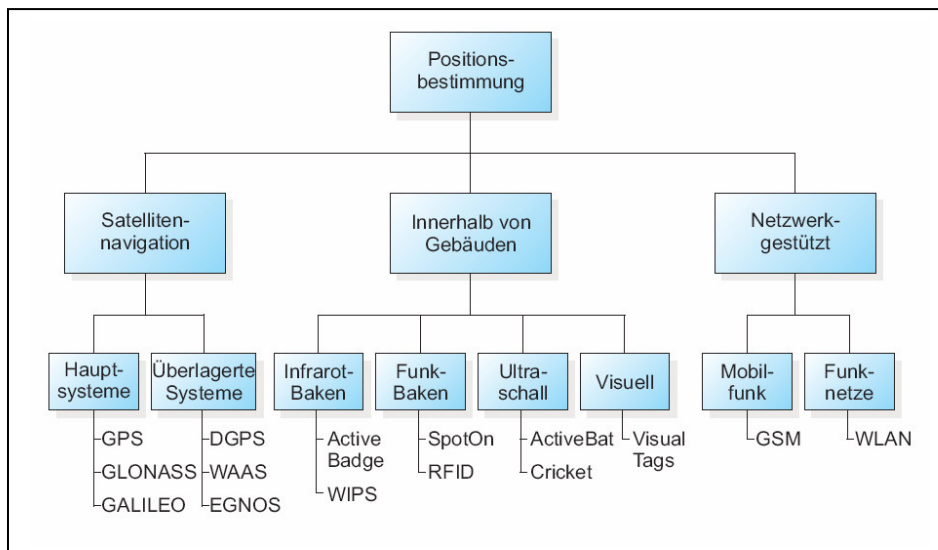 Positions-
bestimmung
Satelliten-
navigation
Innerhalb von
Gebäuden
Netzwerk-
gestützt
Haupt-
systeme
Überlagerte
Systeme
Infrarot-
Baken
Funk-
Baken
Ultra-
schall
Visuell
Mobil-
funk
Funk-
netze
GPS
GLONASS
GALILEO
DGPS
WAAS
EGNOS
Active
Badge
WIPS
SpotOn
RFID
ActiveBat
Cricket
Visual
Tags
GSM
WLAN